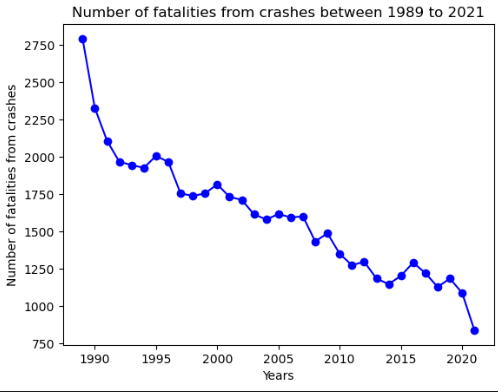 Number of fatalities from crashes between 1989 to 2021
Number of fatalities from crashes
2750
2500
2250
2000
1750
1500
1250
1000
750
1990 1995 2000 2005 2010 2015 2020
Years